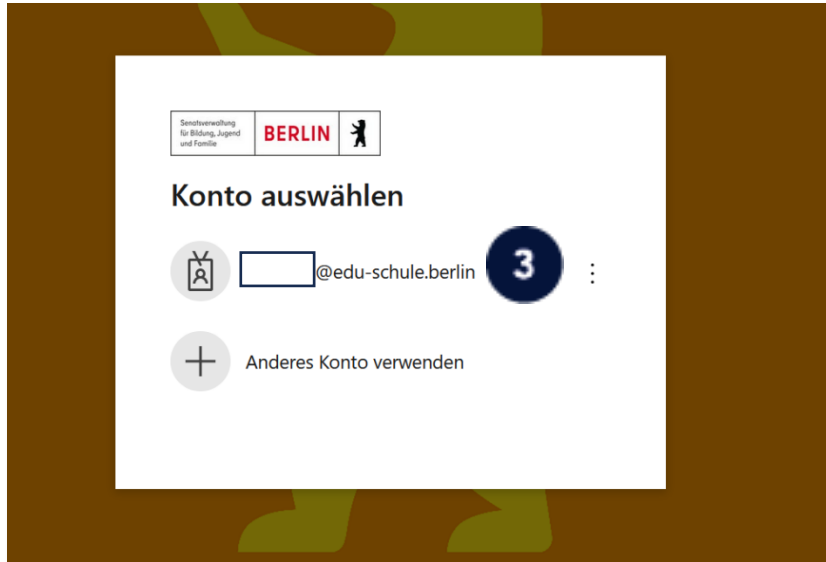 Senatsverwaltung
für Bildung, Jugend
und Familie
BERLIN
Konto auswählen
@edu-schule.berlin
3
Anderes Konto verwenden